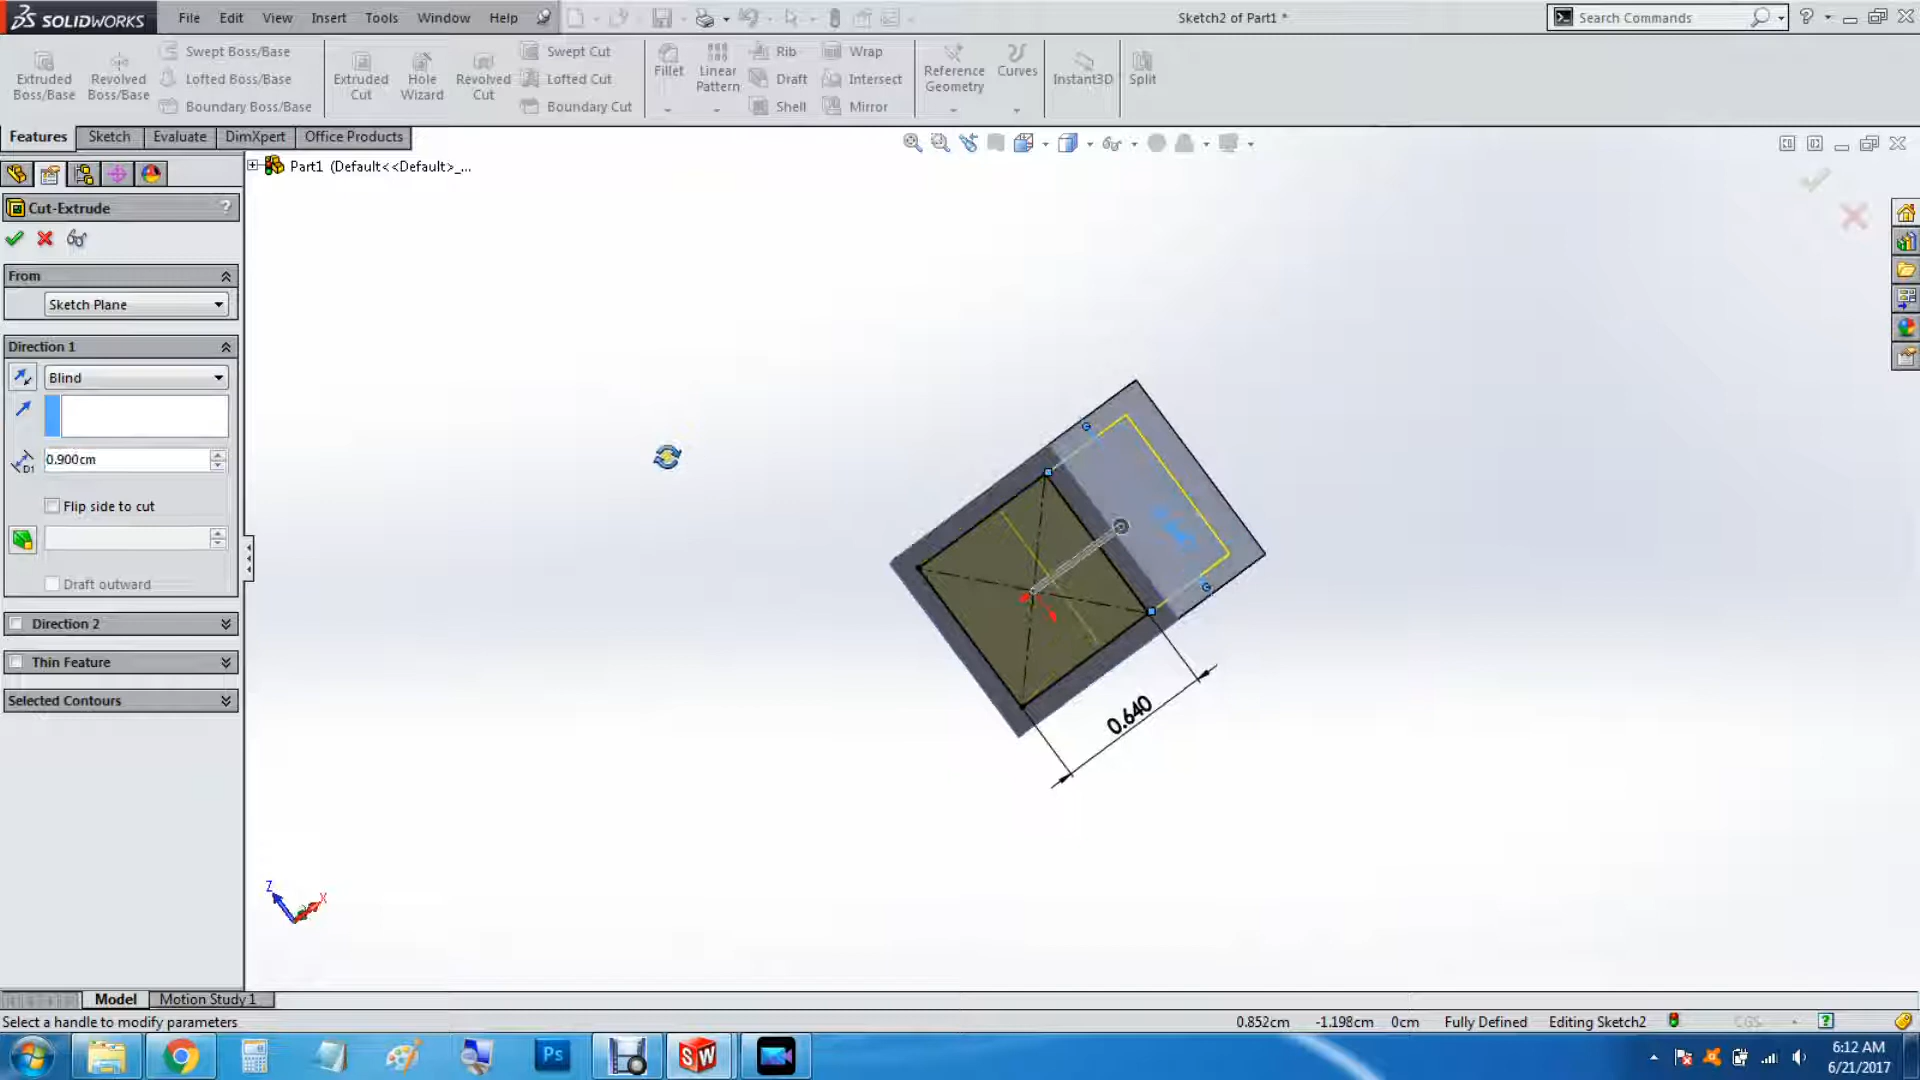 SOLIDWORKS File Edit View Insert Tools Window Help Sketch2 of Part1 * Search Commands
Extruded Boss/Base
Revolved Boss/Base
Swept Boss/Base
Lofted Boss/Base
Boundary Boss/Base
Extruded Cut
Hole Wizard
Revolved Cut
Swept Cut
Lofted Cut
Boundary Cut
Fillet
Linear Pattern
Rib
Draft
Shell
Wrap
Intersect
Mirror
Reference Geometry
Curves
Instant3D
Split
Features Sketch Evaluate DimXpert Office Products
Part1 (Default<<Default>_...
Cut-Extrude ?
From
Sketch Plane
Direction 1
Blind
D1 0.900cm
Flip side to cut
Draft outward
Direction 2
Thin Feature
Selected Contours
0.640
Z X
Model Motion Study 1
Select a handle to modify parameters 0.852cm -1.198cm 0cm Fully Defined Editing Sketch2 CGS
Ps SW
6:12 AM
6/21/2017